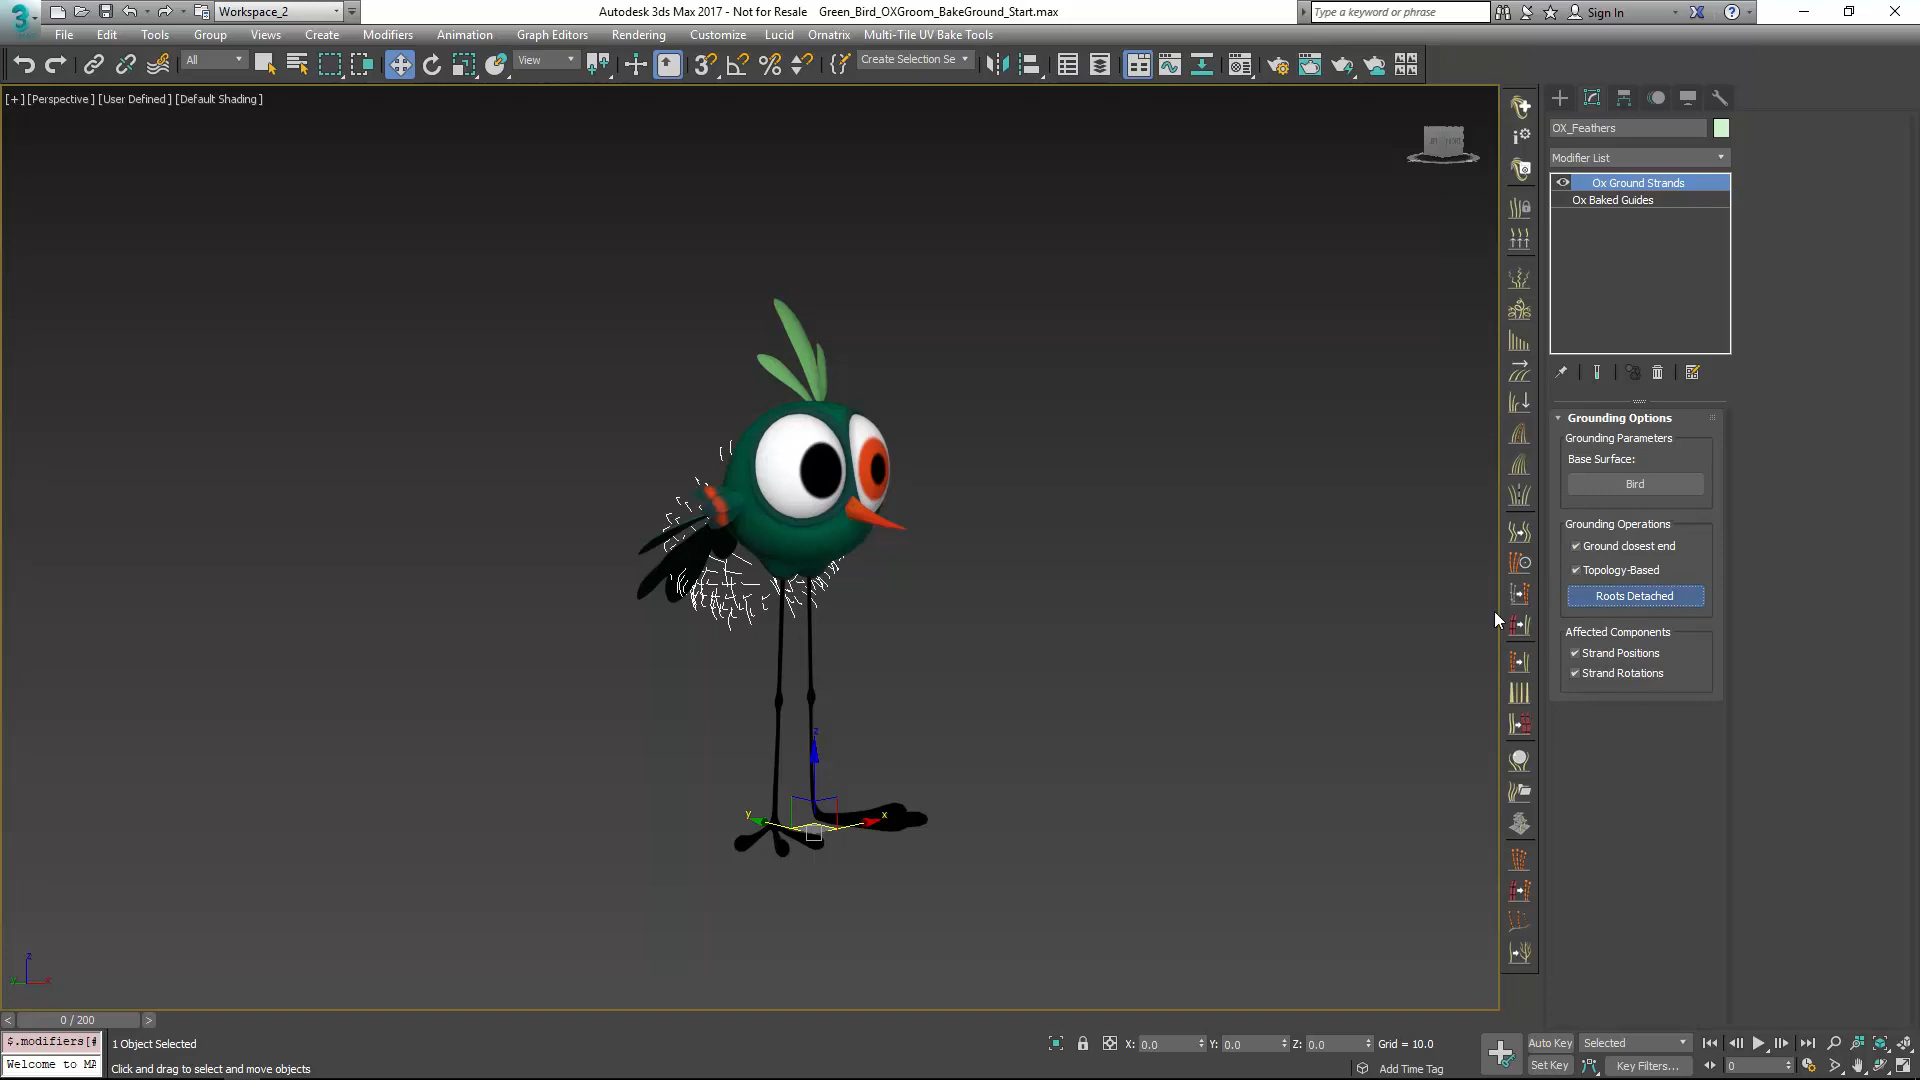 Workspace_2
Autodesk 3ds Max 2017 - Not for Resale   Green_Bird_OXGroom_BakeGround_Start.max
Type a keyword or phrase
Sign In
File Edit Tools Group Views Create Modifiers Animation Graph Editors Rendering Customize Lucid Ornatrix Multi-Tile UV Bake Tools
All
View
Create Selection Se
[+] [Perspective] [User Defined] [Default Shading]
OX_Feathers
Modifier List
Ox Ground Strands
Ox Baked Guides
Grounding Options
Grounding Parameters
Base Surface:
Bird
Grounding Operations
Ground closest end
Topology-Based
Roots Detached
Affected Components
Strand Positions
Strand Rotations
z
y
x
z
0 / 200
$.modifiers[#
1 Object Selected
X: 0.0
Y: 0.0
Z: 0.0
Grid = 10.0
Auto Key
Selected
Welcome to MA
Click and drag to select and move objects
Add Time Tag
Set Key
Key Filters...
0